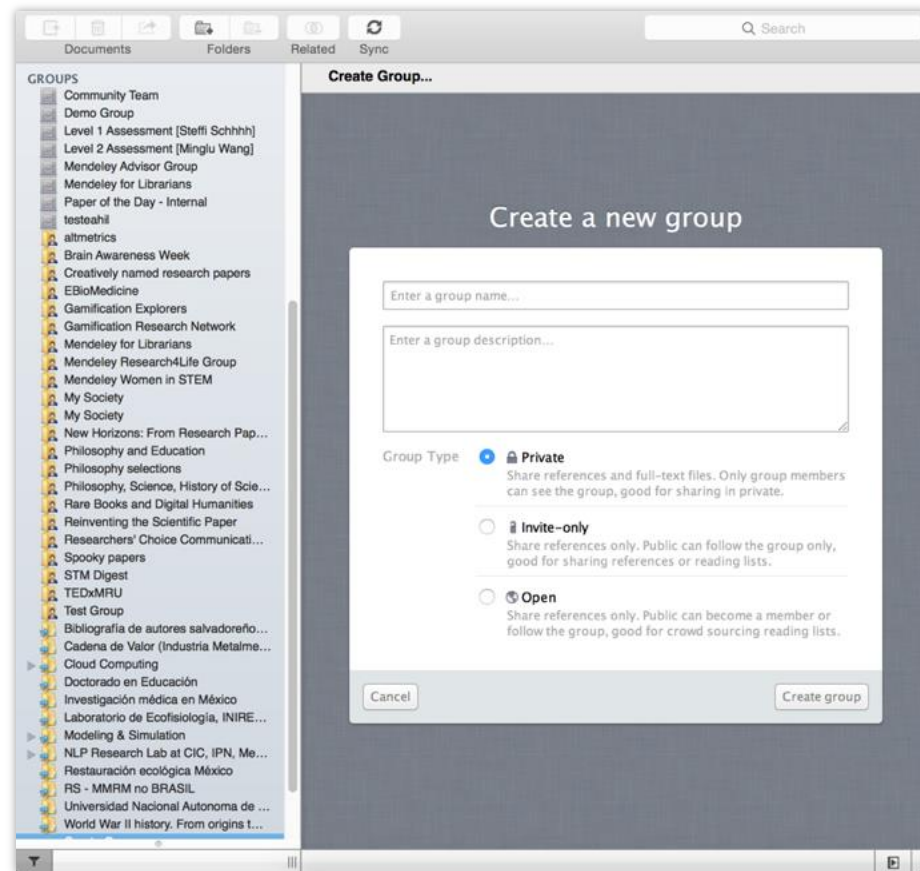 Documents
Folders
Related
Sync
Search
GROUPS
Community Team
Demo Group
Level 1 Assessment [Steffi Schhhh]
Level 2 Assessment [Minglu Wang]
Mendeley Advisor Group
Mendeley for Librarians
Paper of the Day - Internal
testeahil
altmetrics
Brain Awareness Week
Creatively named research papers
EBioMedicine
Gamification Explorers
Gamification Research Network
Mendeley for Librarians
Mendeley Research4Life Group
Mendeley Women in STEM
My Society
My Society
New Horizons: From Research Pap...
Philosophy and Education
Philosophy selections
Philosophy, Science, History of Scie...
Rare Books and Digital Humanities
Reinventing the Scientific Paper
Researchers' Choice Communicati...
Spooky papers
STM Digest
TEDxMRU
Test Group
Bibliografía de autores salvadoreño...
Cadena de Valor (Industria Metalme...
Cloud Computing
Doctorado en Educación
Investigación médica en México
Laboratorio de Ecofisiología, INIRE...
Modeling & Simulation
NLP Research Lab at CIC, IPN, Me...
Restauración ecológica México
RS - MMRM no BRASIL
Universidad Nacional Autonoma de ...
World War II history. From origins t...
Create Group...
Create a new group
Enter a group name...
Enter a group description...
Group Type
Private
Share references and full-text files. Only group members
can see the group, good for sharing in private.
Invite-only
Share references only. Public can follow the group only,
good for sharing references or reading lists.
Open
Share references only. Public can become a member or
follow the group, good for crowd sourcing reading lists.
Cancel
Create group